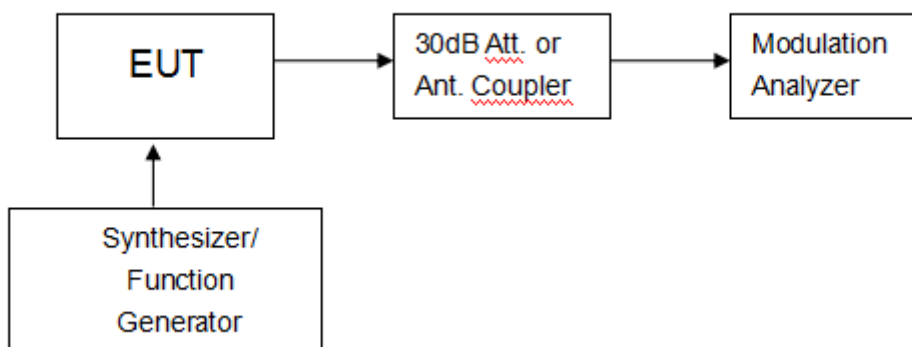 EUT
30dB Att. or
Ant. Coupler
Modulation
Analyzer
Synthesizer/
Function
Generator